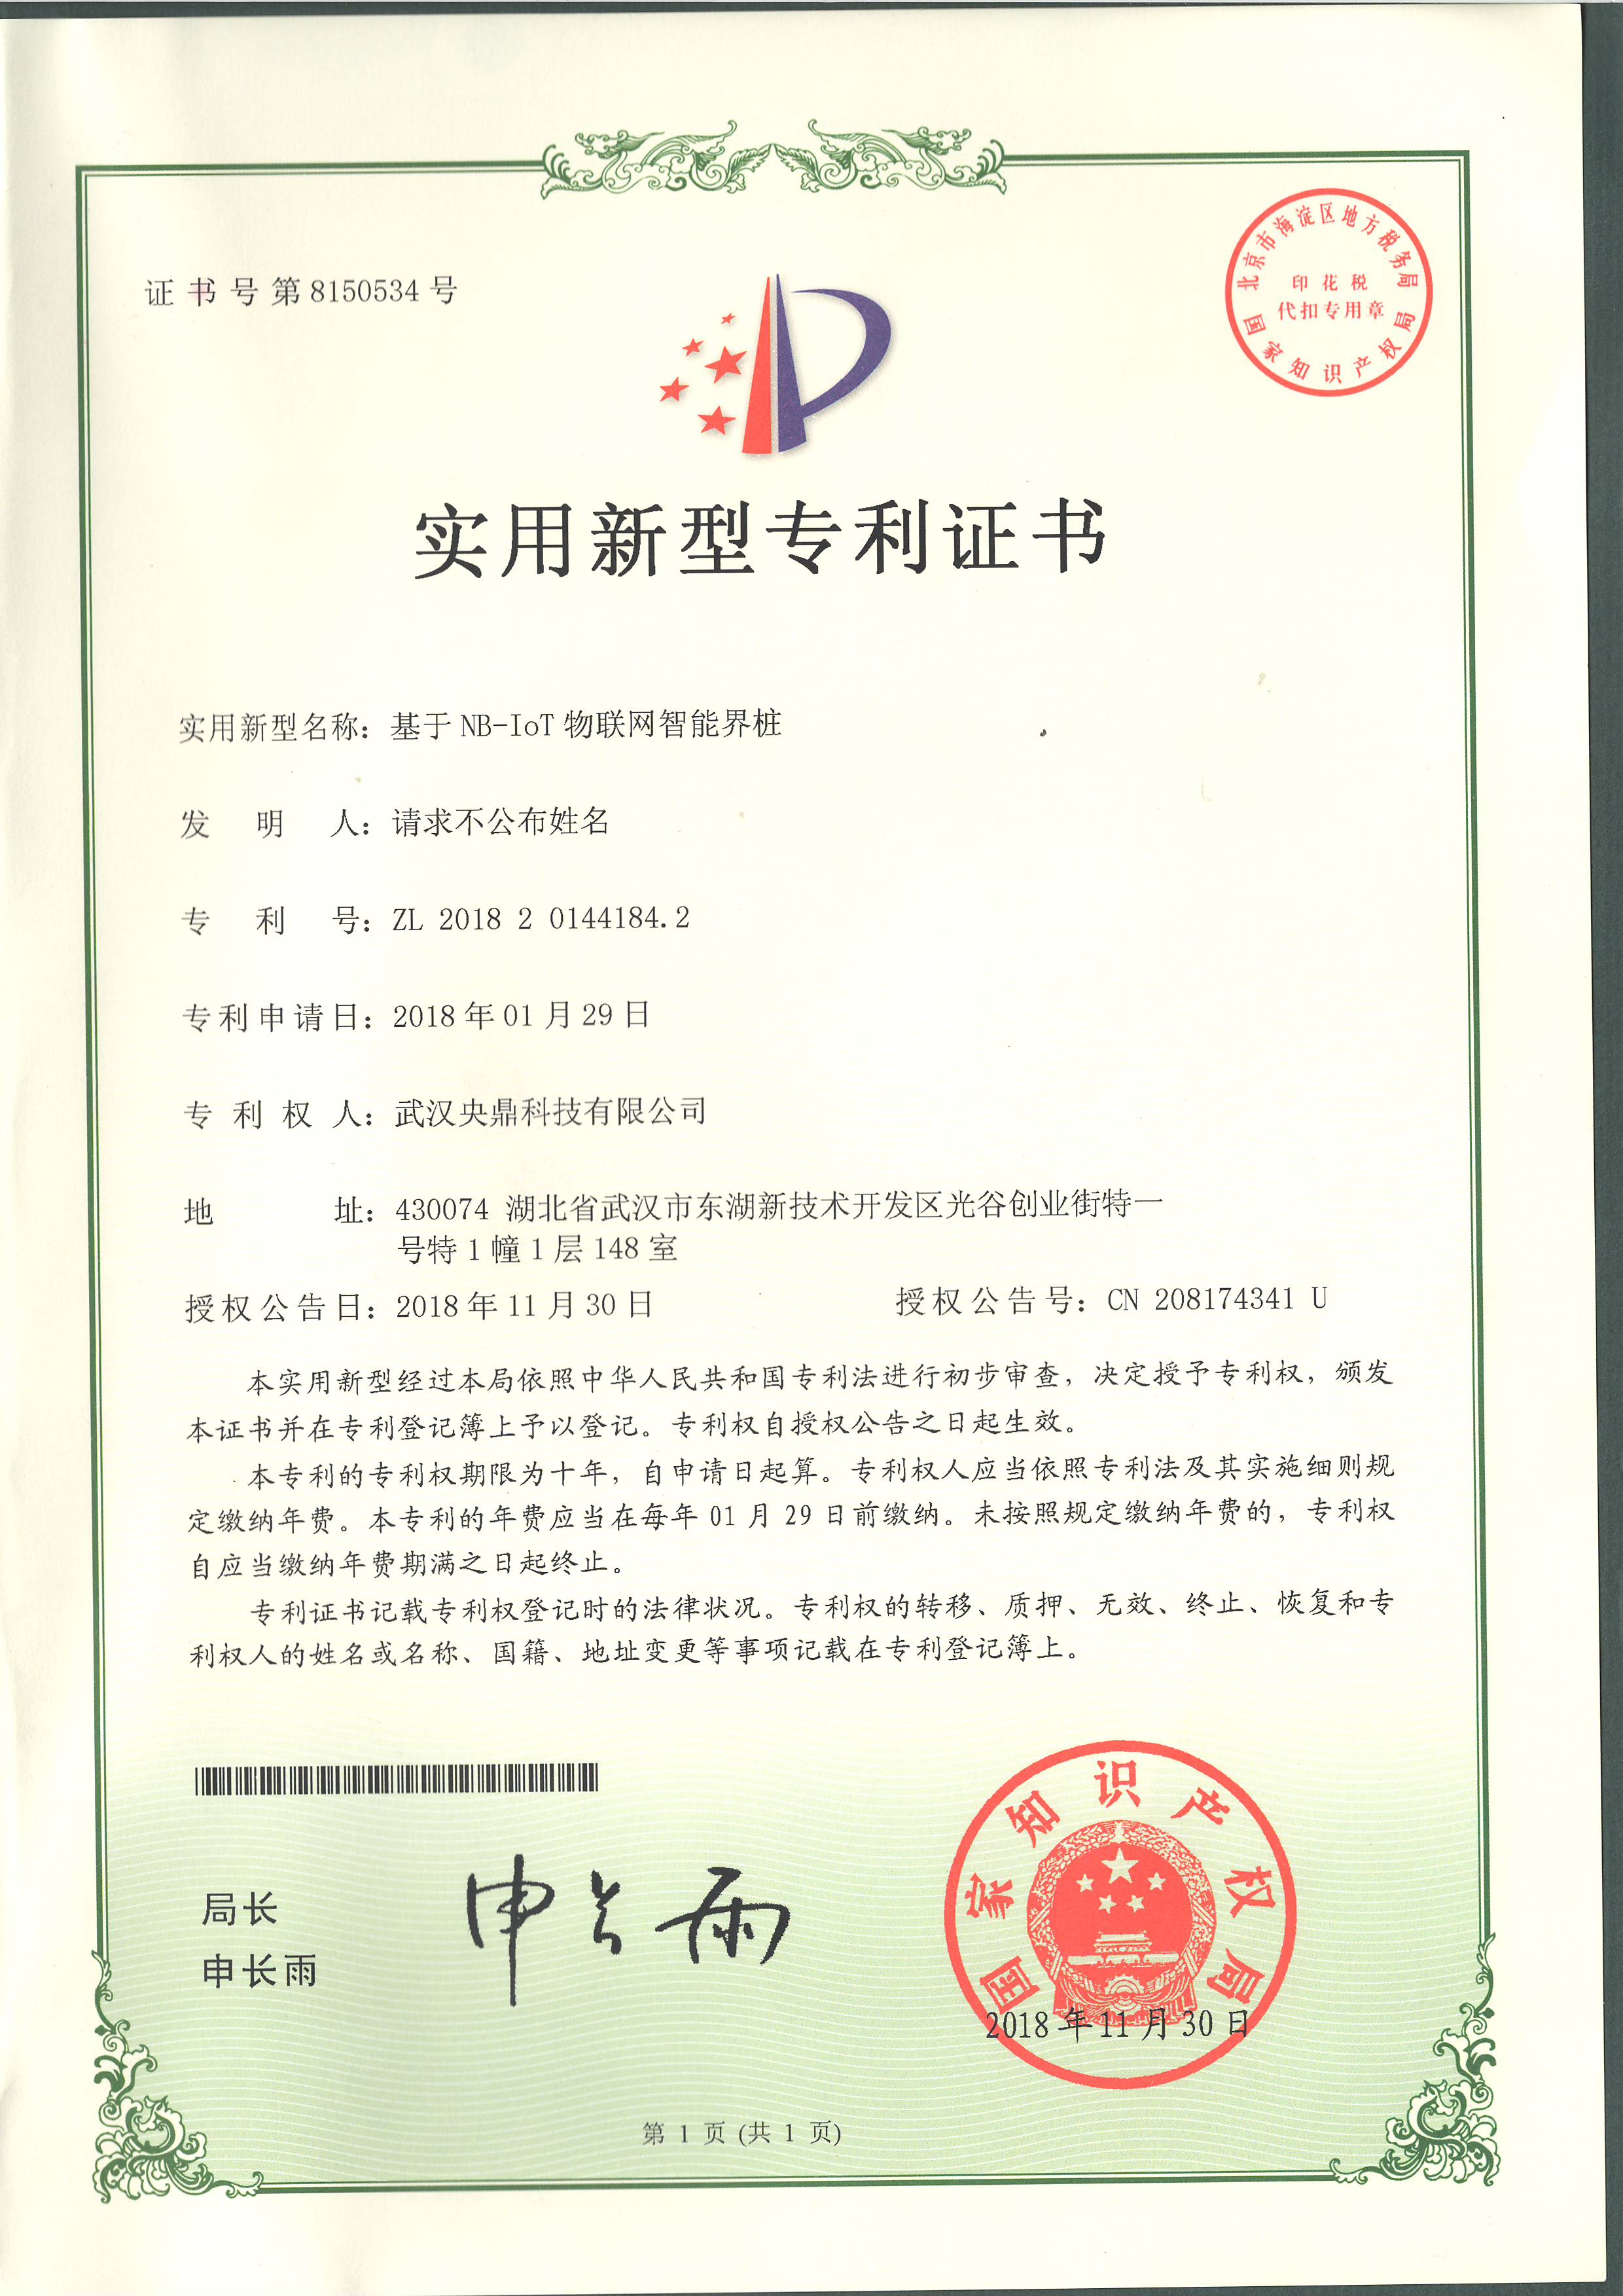 证书号第8150534号
北京市海淀区地方税务局
印花税
代扣专用章
国家知识产权局
实用新型专利证书
实用新型名称：基于 NB-IoT 物联网智能界桩
发明人：请求不公布姓名
专利号：ZL 2018 2 0144184.2
专利申请日：2018年01月29日
专利权人：武汉央鼎科技有限公司
地址：430074 湖北省武汉市东湖新技术开发区光谷创业街特一
号特1幢1层148室
授权公告日：2018年11月30日 授权公告号：CN 208174341 U
本实用新型经过本局依照中华人民共和国专利法进行初步审查，决定授予专利权，颁发
本证书并在专利登记簿上予以登记。专利权自授权公告之日起生效。
本专利的专利权期限为十年，自申请日起算。专利权人应当依照专利法及其实施细则规
定缴纳年费。本专利的年费应当在每年01月29日前缴纳。未按照规定缴纳年费的，专利权
自应当缴纳年费期满之日起终止。
专利证书记载专利权登记时的法律状况。专利权的转移、质押、无效、终止、恢复和专
利权人的姓名或名称、国籍、地址变更等事项记载在专利登记簿上。
局长
申长雨
申长雨
国家知识产权局
2018年11月30日
第 1 页 (共 1 页)